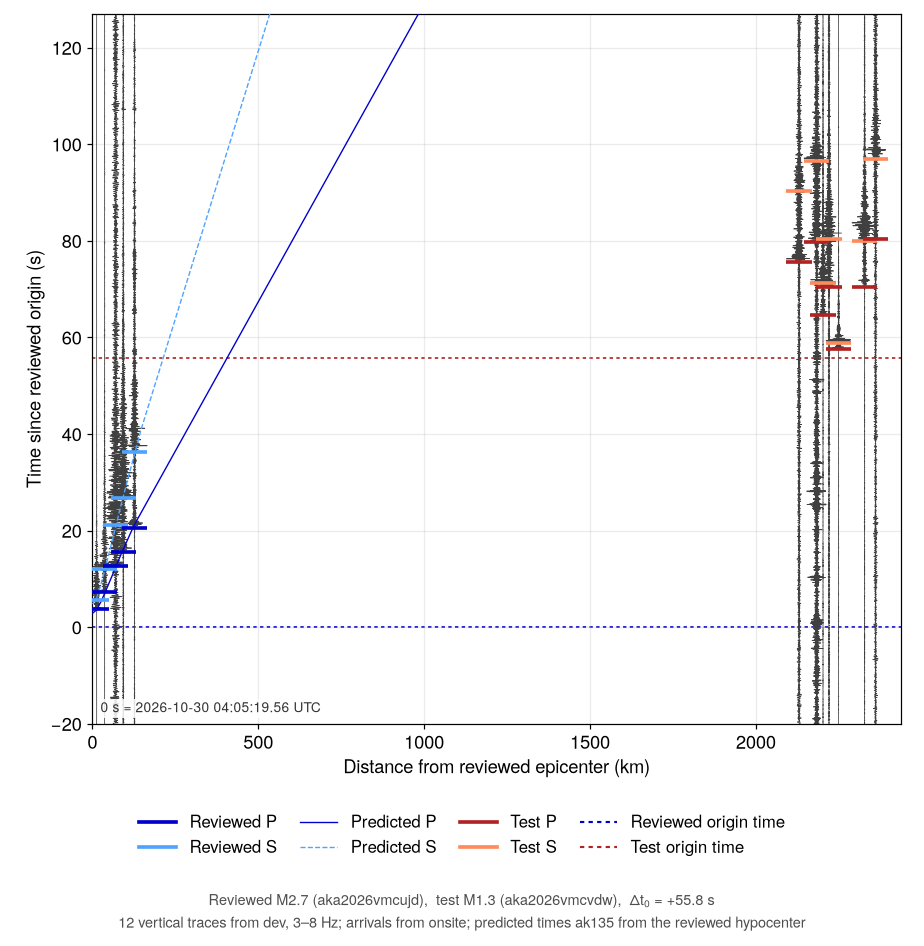 120
100
80
60
40
20
0
−20
Time since reviewed origin (s)
0 s = 2026-10-30 04:05:19.56 UTC
0 500 1000 1500 2000
Distance from reviewed epicenter (km)
Reviewed P Predicted P Test P Reviewed origin time
Reviewed S Predicted S Test S Test origin time
Reviewed M2.7 (aka2026vmcujd), test M1.3 (aka2026vmcvdw), Δt₀ = +55.8 s
12 vertical traces from dev, 3–8 Hz; arrivals from onsite; predicted times ak135 from the reviewed hypocenter